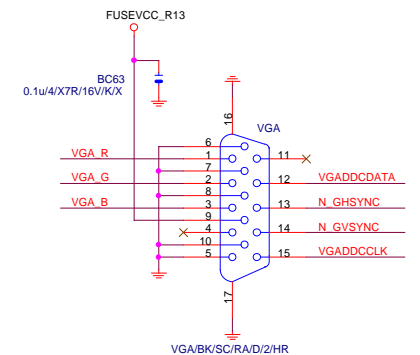 FUSEVCC_R13
BC63
0.1u/4/X7R/16V/K/X
16
VGA
6
VGA_R 1 11
7
VGA_G 2 12 VGADDCDATA
8
VGA_B 3 13 N_GHSYNC
9
4 14 N_GVSYNC
10
5 15 VGADDCCLK
17
VGA/BK/SC/RA/D/2/HR